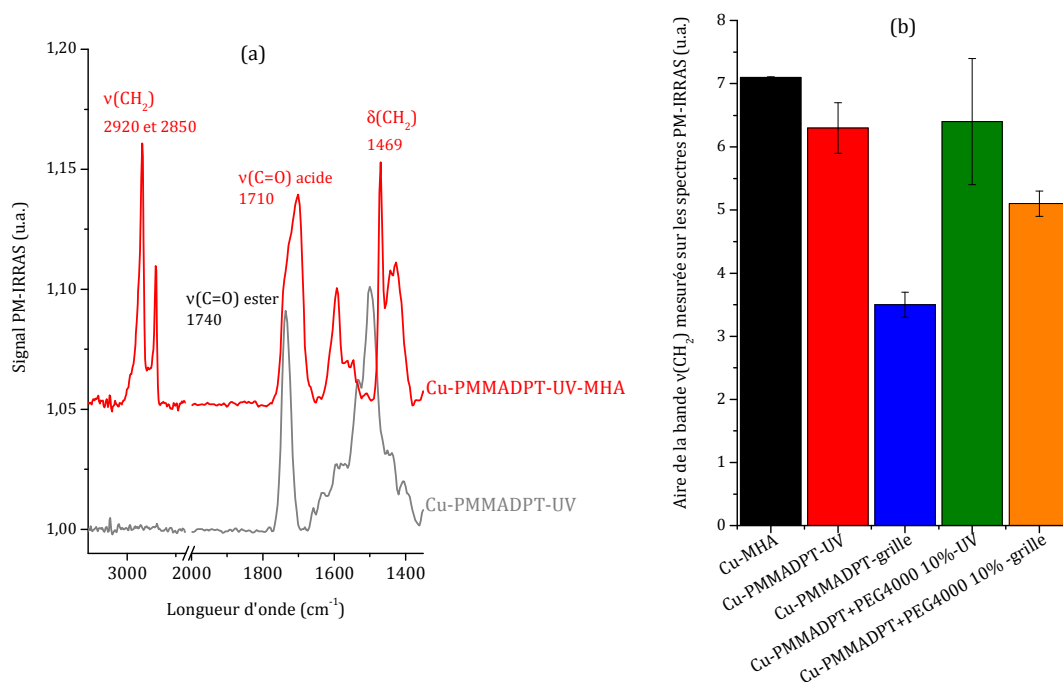 (a)
1,20
1,15
1,10
1,05
1,00
Signal PM-IRRAS (u.a.)
ν(CH2)
2920 et 2850
ν(C=O) acide
1710
δ(CH2)
1469
ν(C=O) ester
1740
Cu-PMMADPT-UV-MHA
Cu-PMMADPT-UV
3000 2000 1800 1600 1400
Longueur d'onde (cm-1)
(b)
8
7
6
5
4
3
2
1
0
Aire de la bande ν(CH2) mesurée sur les spectres PM-IRRAS (u.a.)
Cu-MHA
Cu-PMMADPT-UV
Cu-PMMADPT-grille
Cu-PMMADPT+PEG4000 10%-UV
Cu-PMMADPT+PEG4000 10% -grille